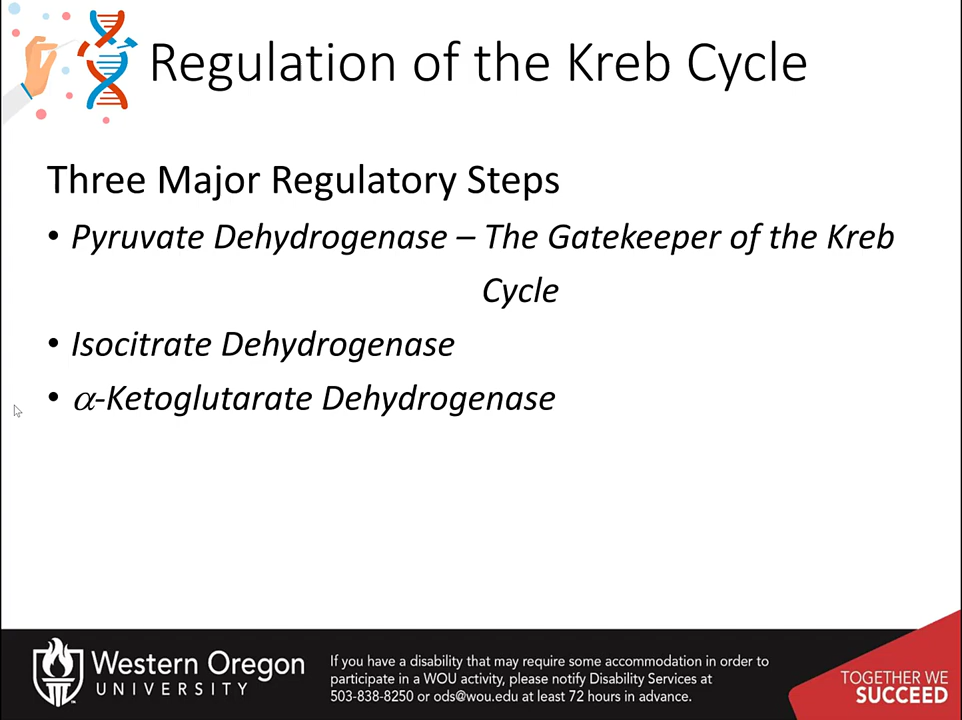 Regulation of the Kreb Cycle
Three Major Regulatory Steps
• Pyruvate Dehydrogenase – The Gatekeeper of the Kreb
Cycle
• Isocitrate Dehydrogenase
• α-Ketoglutarate Dehydrogenase
Western Oregon
UNIVERSITY
If you have a disability that may require some accommodation in order to
participate in a WOU activity, please notify Disability Services at
503-838-8250 or ods@wou.edu at least 72 hours in advance.
TOGETHER WE
SUCCEED